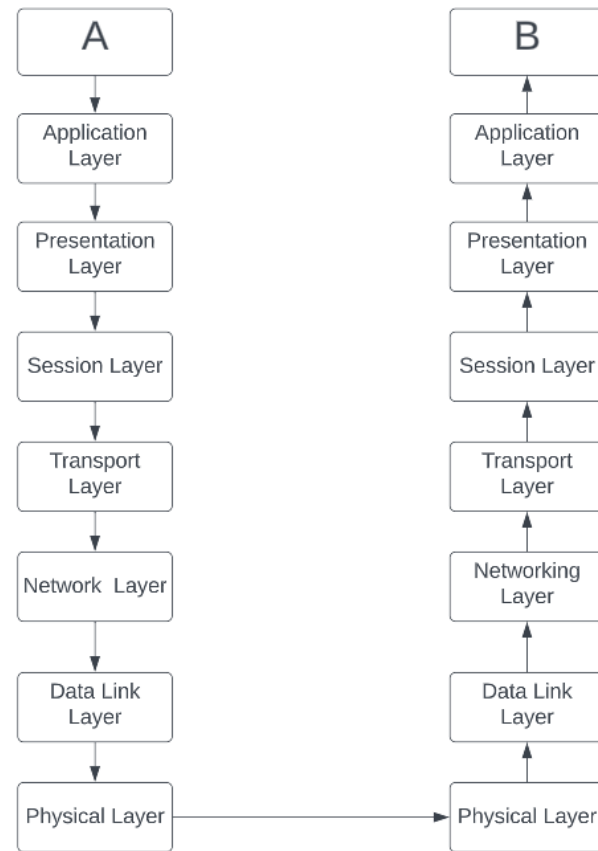 A
Application
Layer
Presentation
Layer
Session Layer
Transport
Layer
Network Layer
Data Link
Layer
Physical Layer
B
Application
Layer
Presentation
Layer
Session Layer
Transport
Layer
Networking
Layer
Data Link
Layer
Physical Layer